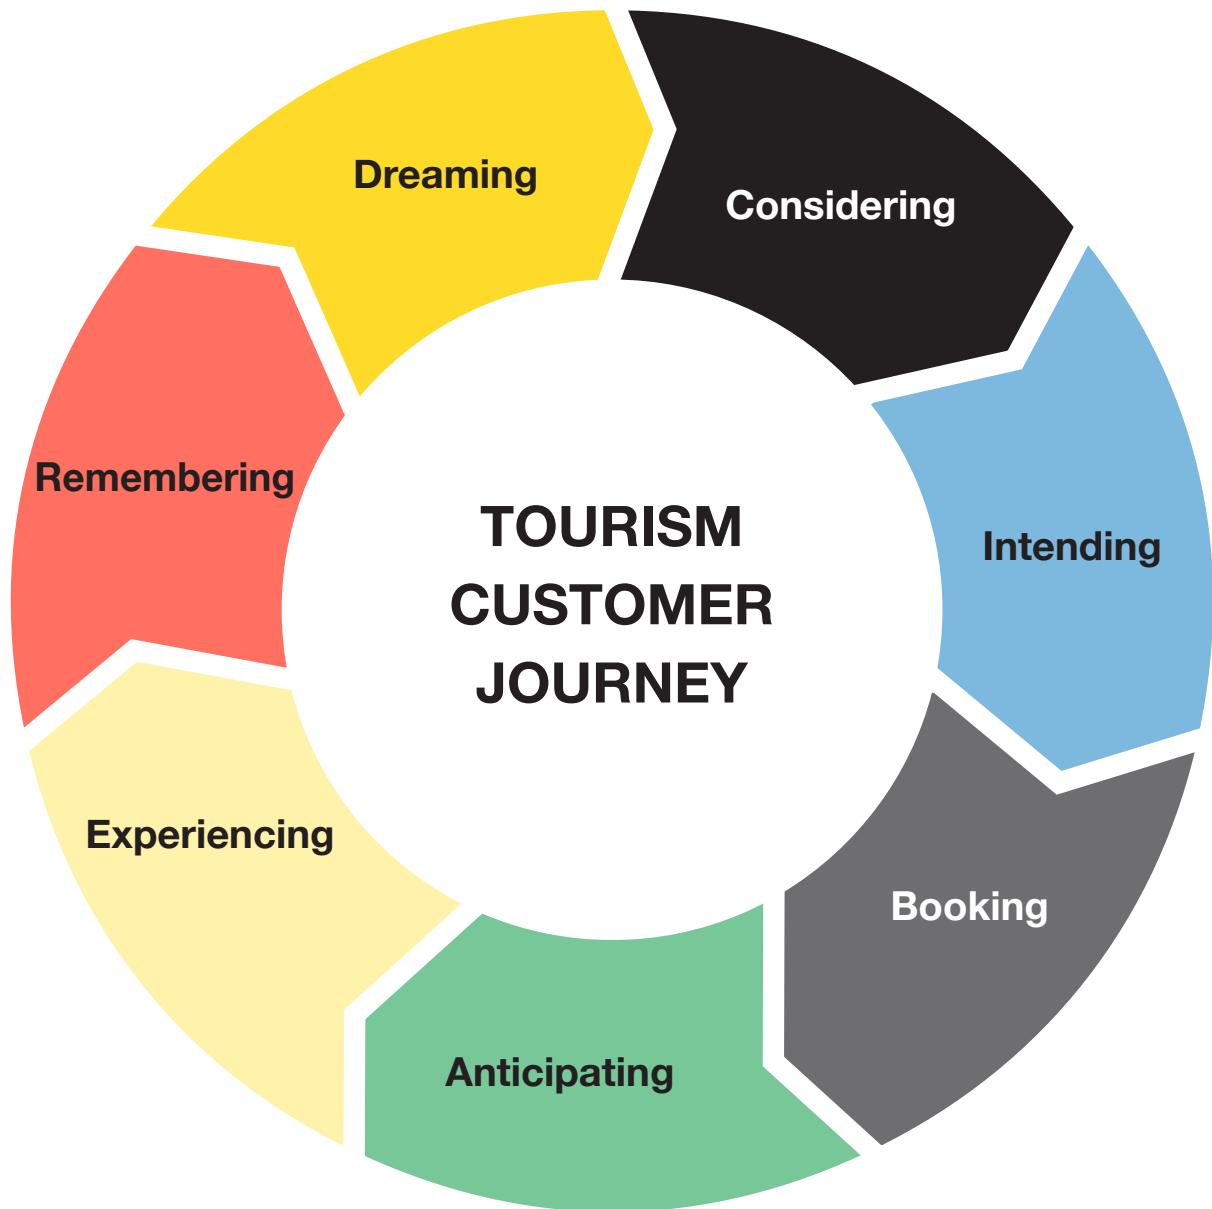 Dreaming
Considering
Intending
Booking
Anticipating
Experiencing
Remembering
TOURISM
CUSTOMER
JOURNEY